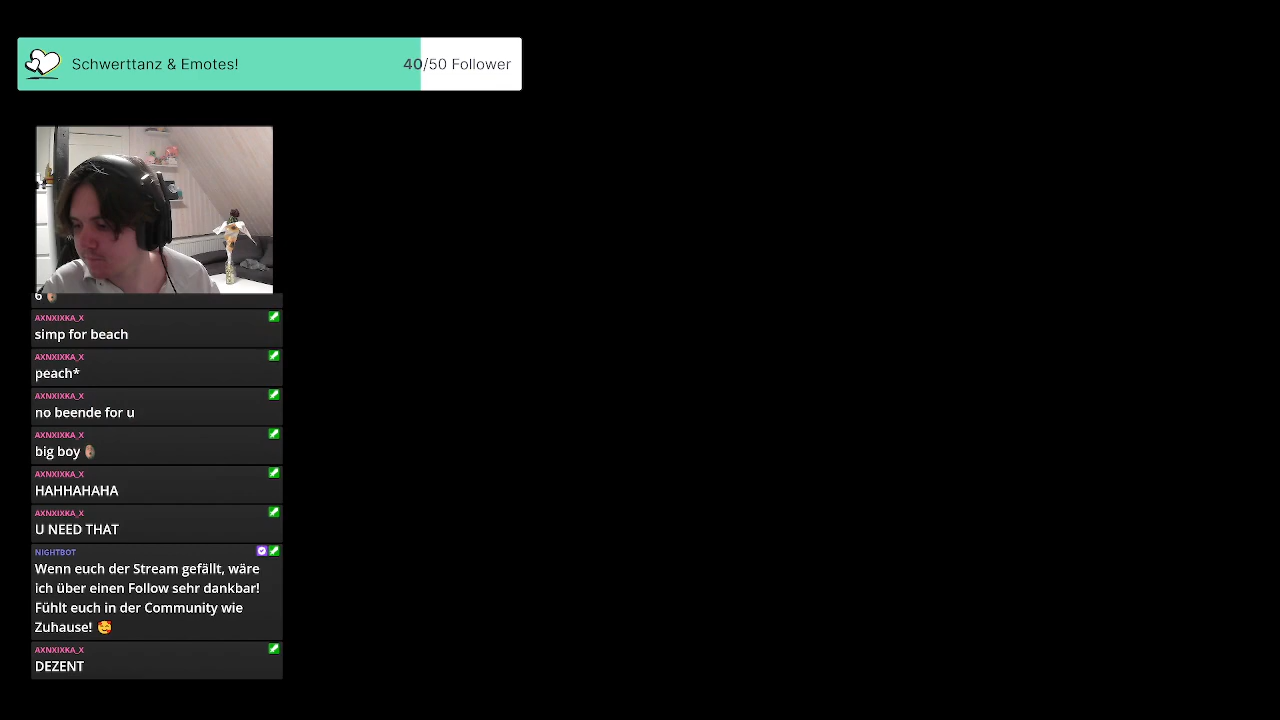 Schwerttanz & Emotes!
40/50 Follower
6
AXNXIXKA_X
simp for beach
AXNXIXKA_X
peach*
AXNXIXKA_X
no beende for u
AXNXIXKA_X
big boy
AXNXIXKA_X
HAHHAHAHA
AXNXIXKA_X
U NEED THAT
NIGHTBOT
Wenn euch der Stream gefällt, wäre
ich über einen Follow sehr dankbar!
Fühlt euch in der Community wie
Zuhause! 🥰
AXNXIXKA_X
DEZENT